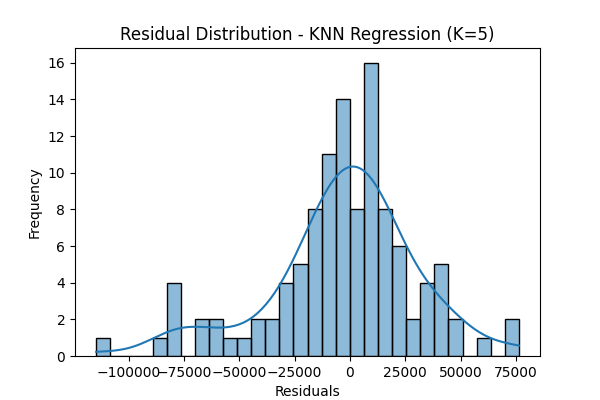 Residual Distribution - KNN Regression (K=5)
16
14
12
10
8
6
4
2
0
Frequency
−100000 −75000 −50000 −25000 0 25000 50000 75000
Residuals